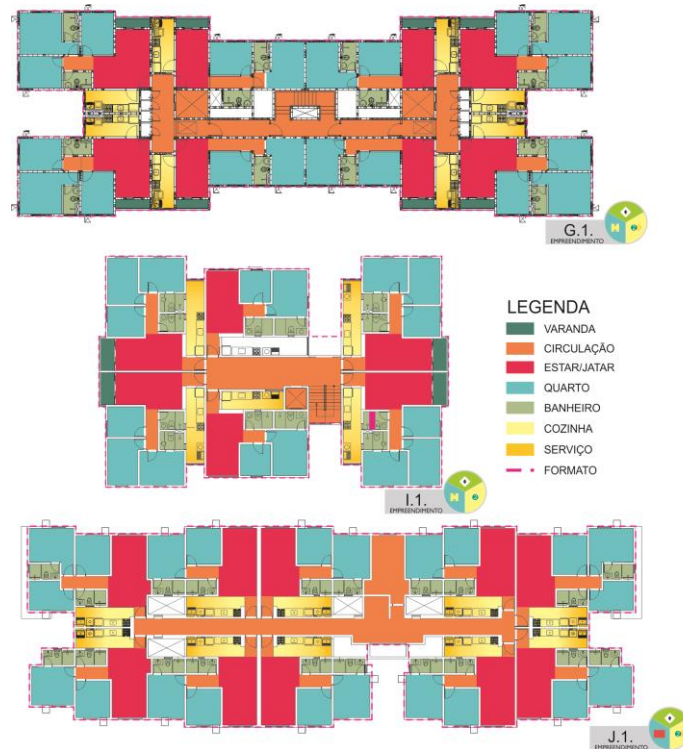 G.1.
EMPREENDIMENTO
LEGENDA
VARANDA
CIRCULAÇÃO
ESTAR/JATAR
QUARTO
BANHEIRO
COZINHA
SERVIÇO
FORMATO
I.1.
EMPREENDIMENTO
J.1.
EMPREENDIMENTO